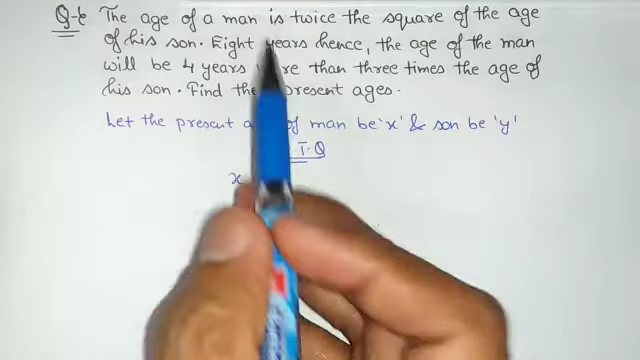 Q-6 The age of a man is twice the square of the age
of his son. Eight years hence, the age of the man
will be 4 years than three times the age of
his son. Find the present ages.
Let the present of man be 'x' & son be 'y'
T.Q
x